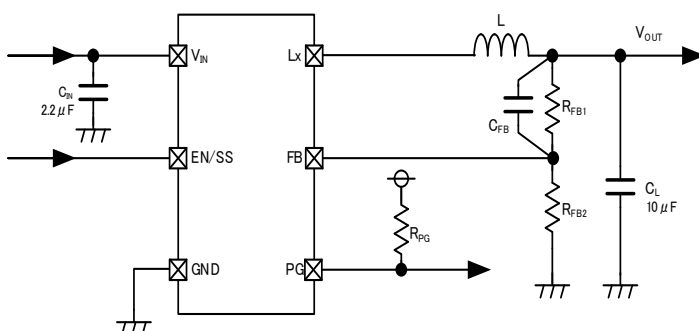 L
VOUT
VIN
Lx
CIN
2.2μF
CFB
RFB1
EN/SS
FB
RFB2
CL
10μF
RPG
GND
PG